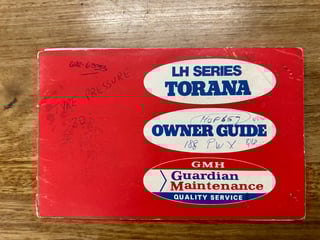 LH SERIES
TORANA
TYRE PRESSURE
OWNER GUIDE
GMH
Guardian
Maintenance
QUALITY SERVICE